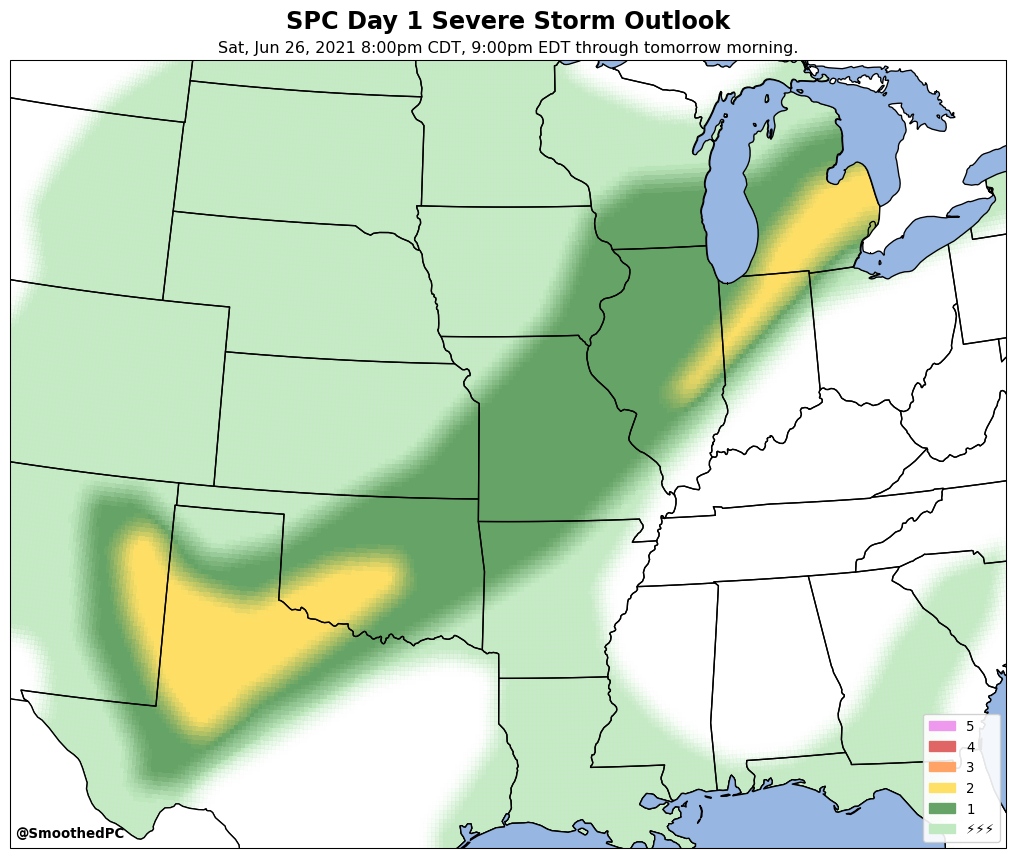 SPC Day 1 Severe Storm Outlook
Sat, Jun 26, 2021 8:00pm CDT, 9:00pm EDT through tomorrow morning.
5
4
3
2
1
⚡⚡⚡
@SmoothedPC